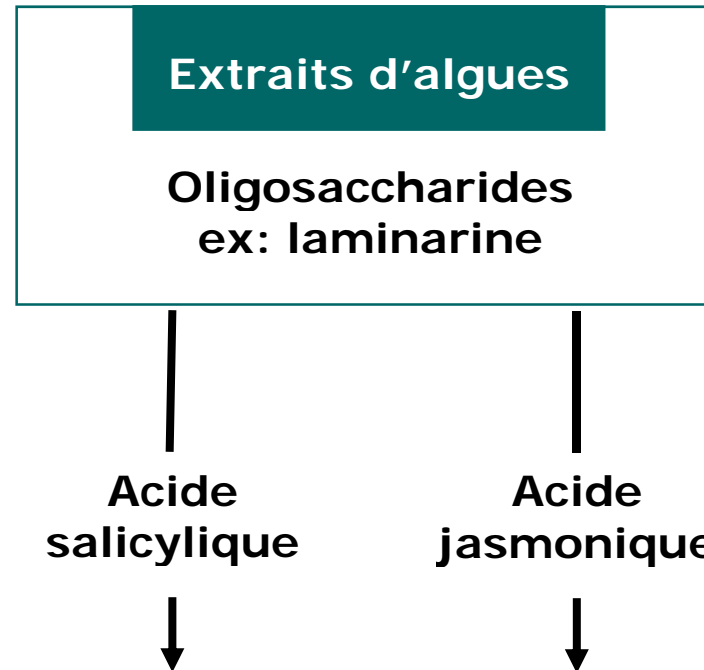 Extraits d’algues
Oligosaccharides
ex: laminarine
Acide
salicylique
Acide
jasmonique